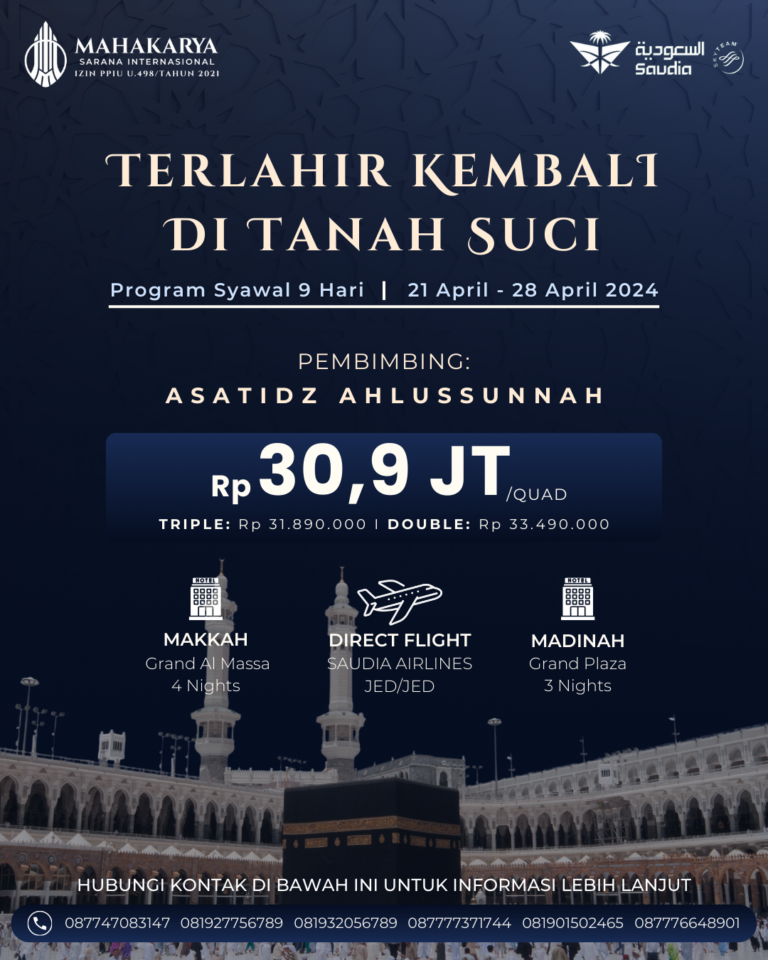 MAHAKARYA
SARANA INTERNASIONAL
IZIN PPIU U.498/TAHUN 2021
السعودية
Saudia
SKYTEAM
TERLAHIR KEMBALI
DI TANAH SUCI
Program Syawal 9 Hari | 21 April - 28 April 2024
PEMBIMBING:
ASATIDZ AHLUSSUNNAH
Rp 30,9 JT /QUAD
TRIPLE: Rp 31.890.000 I DOUBLE: Rp 33.490.000
HOTEL
MAKKAH
Grand Al Massa
4 Nights
DIRECT FLIGHT
SAUDIA AIRLINES
JED/JED
HOTEL
MADINAH
Grand Plaza
3 Nights
HUBUNGI KONTAK DI BAWAH INI UNTUK INFORMASI LEBIH LANJUT
087747083147 081927756789 081932056789 087777371744 081901502465 087776648901